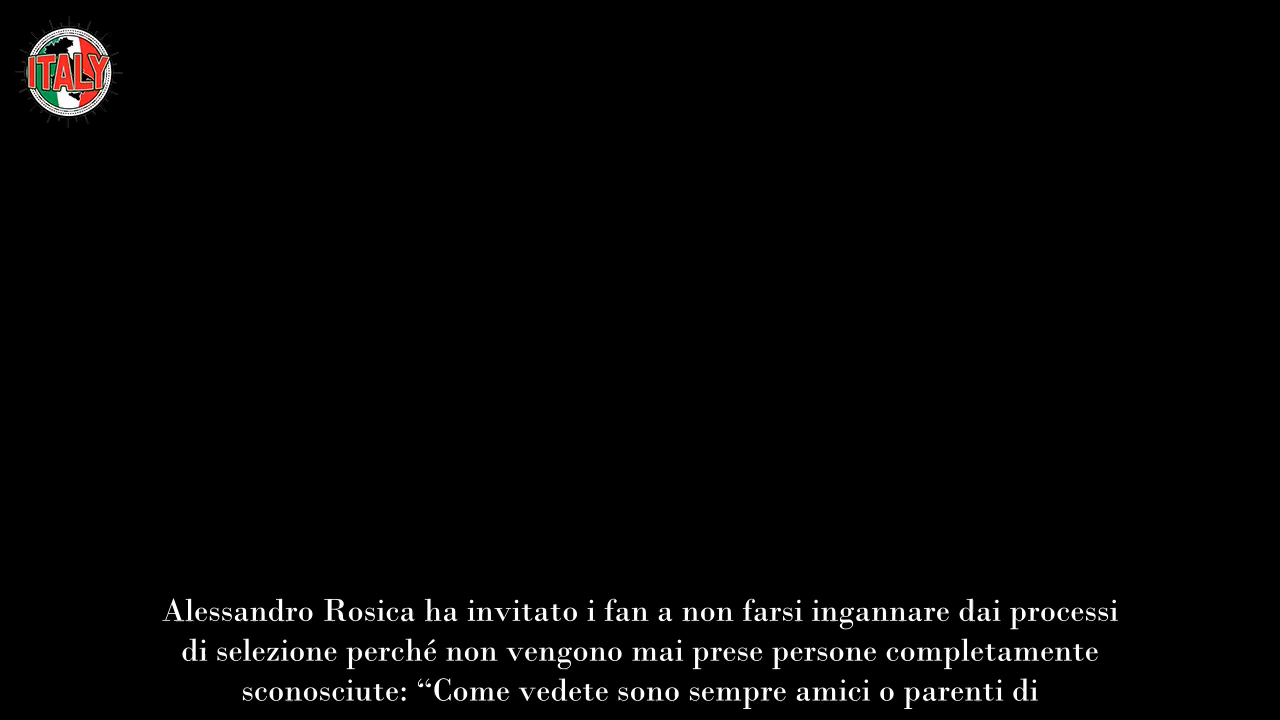 ITALY
Alessandro Rosica ha invitato i fan a non farsi ingannare dai processi
di selezione perché non vengono mai prese persone completamente
sconosciute: “Come vedete sono sempre amici o parenti di